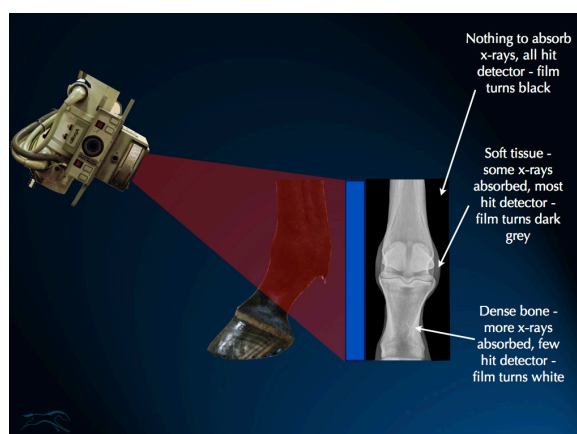 Nothing to absorb
x-rays, all hit
detector - film
turns black
Soft tissue -
some x-rays
absorbed, most
hit detector -
film turns dark
grey
Dense bone -
more x-rays
absorbed, few
hit detector -
film turns white